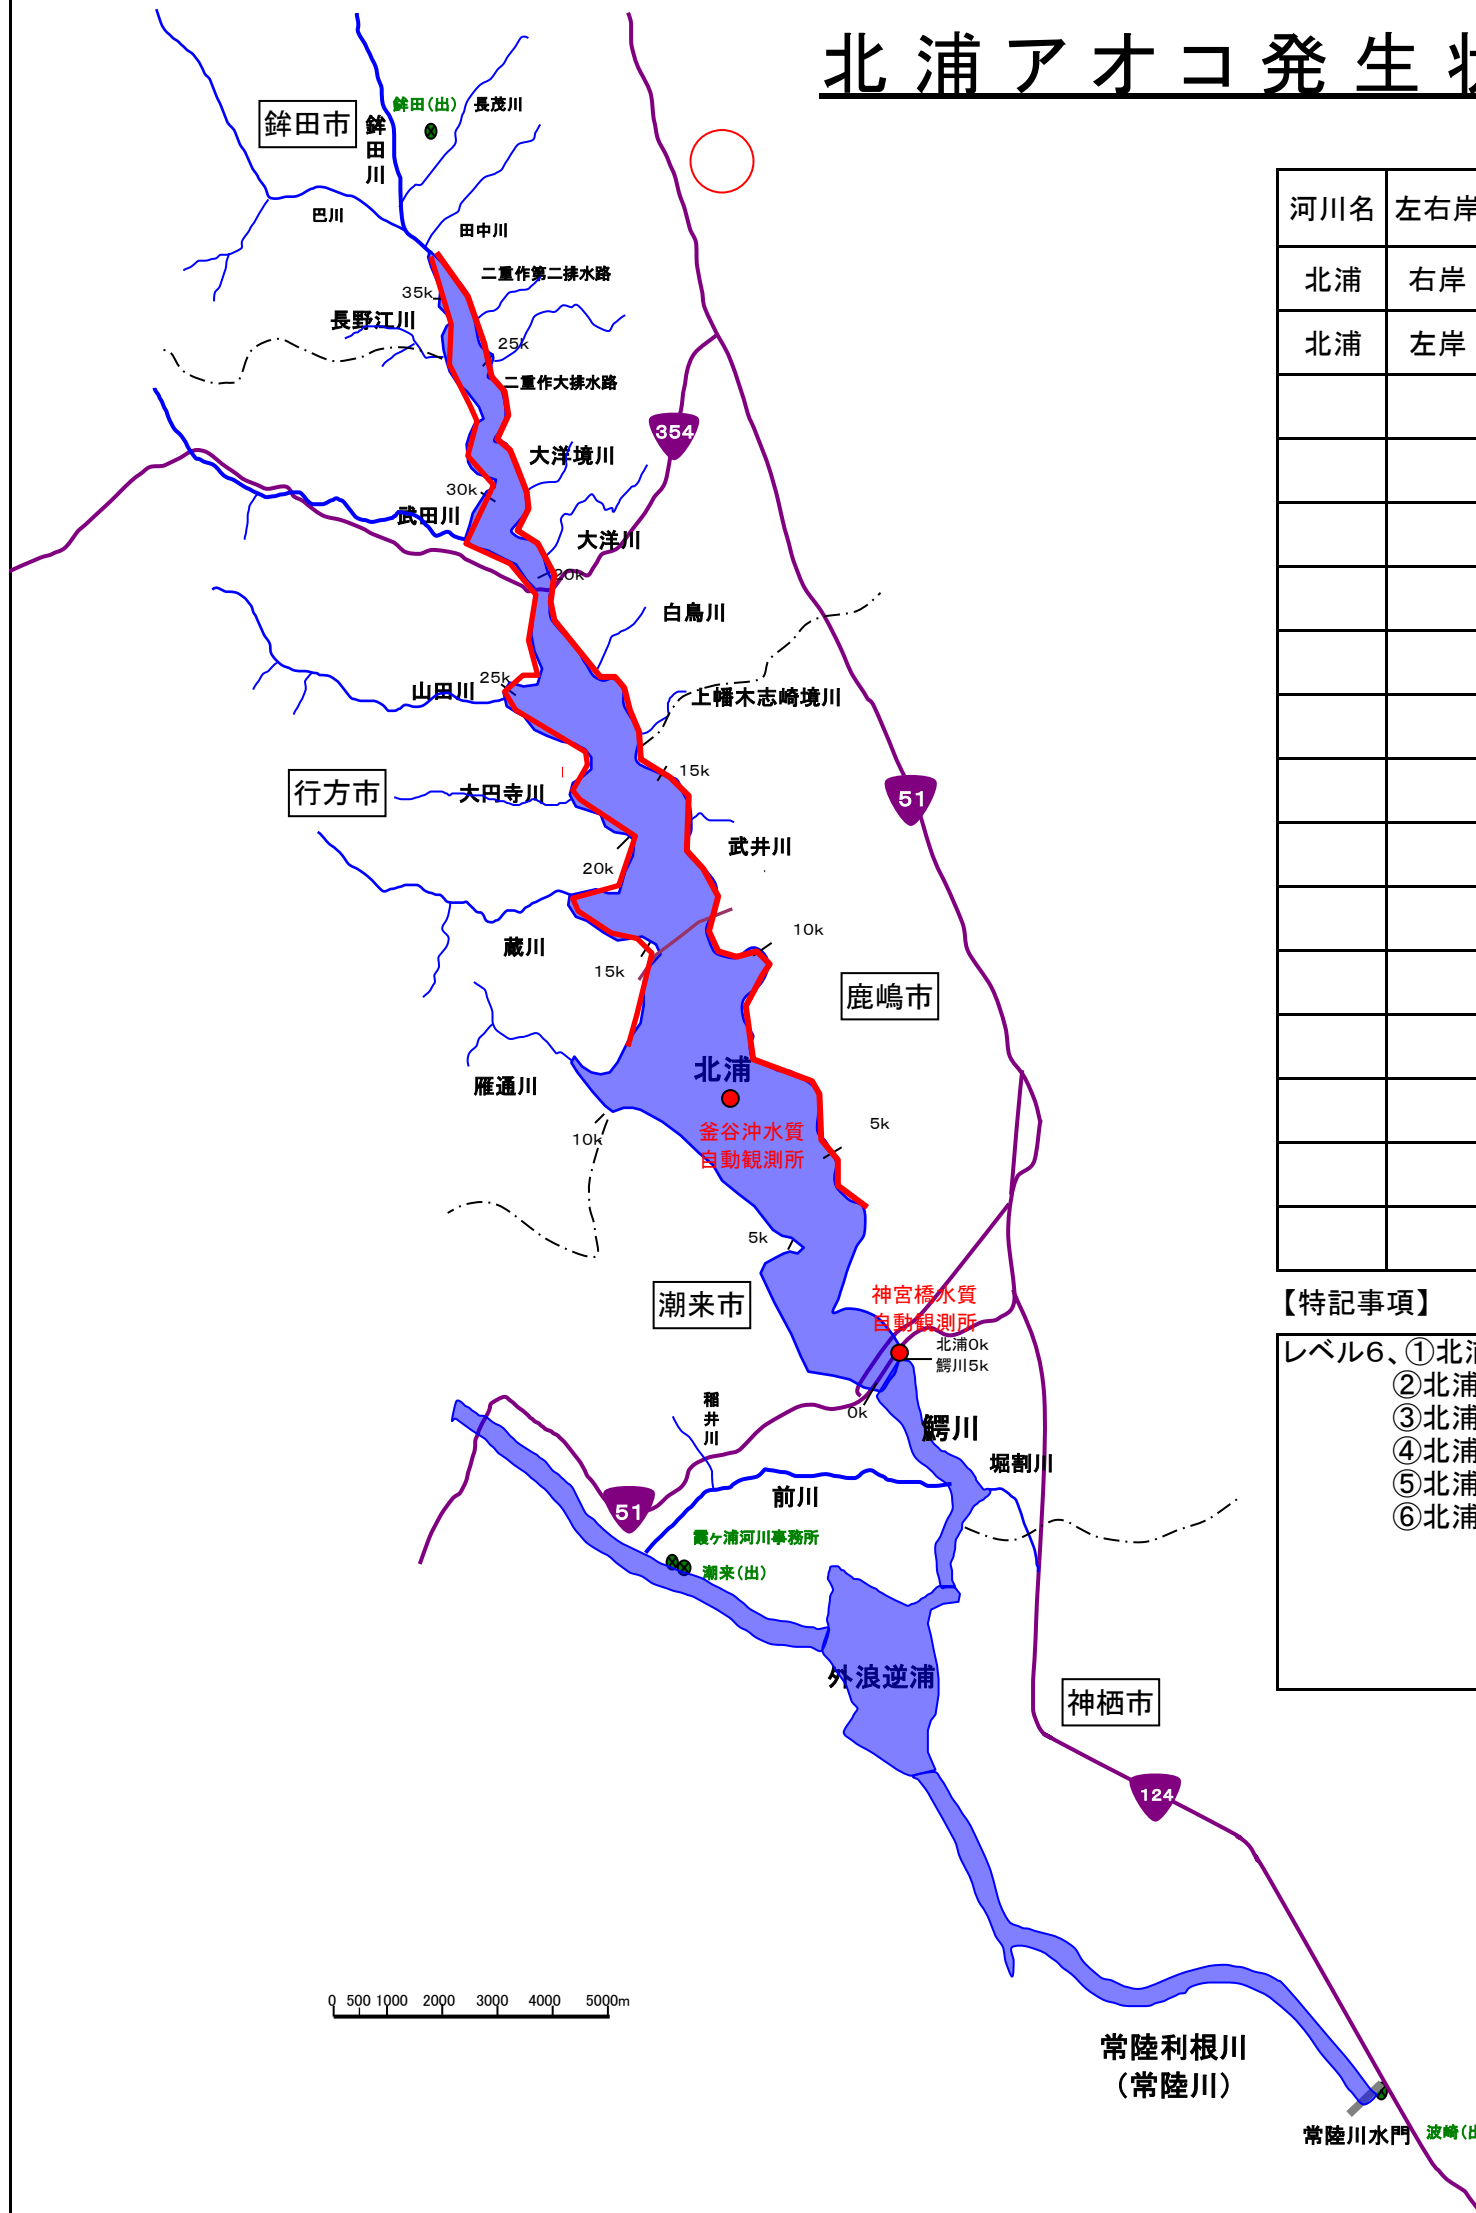 北浦アオコ発生
鉾田市
鉾田(出)
長茂川
鉾田川
巴川
田中川
二重作第二排水路
35k
長野江川
25k
二重作大排水路
354
大洋境川
30k
武田川
大洋川
20k
白鳥川
25k
山田川
上幡木志崎境川
15k
行方市
大円寺川
51
武井川
20k
10k
蔵川
15k
鹿嶋市
北浦
雁通川
釜谷沖水質
自動観測所
5k
10k
5k
潮来市
神宮橋水質
自動観測所
北浦0k
鰐川5k
稲井川
0k
鰐川
堀割川
前川
51
霞ヶ浦河川事務所
潮来(出)
外浪逆浦
神栖市
124
0 500 1000 2000 3000 4000 5000m
常陸利根川
(常陸川)
常陸川水門
波崎(出
河川名 左右岸
北浦 右岸
北浦 左岸
【特記事項】
レベル6、①北浦
②北浦
③北浦
④北浦
⑤北浦
⑥北浦